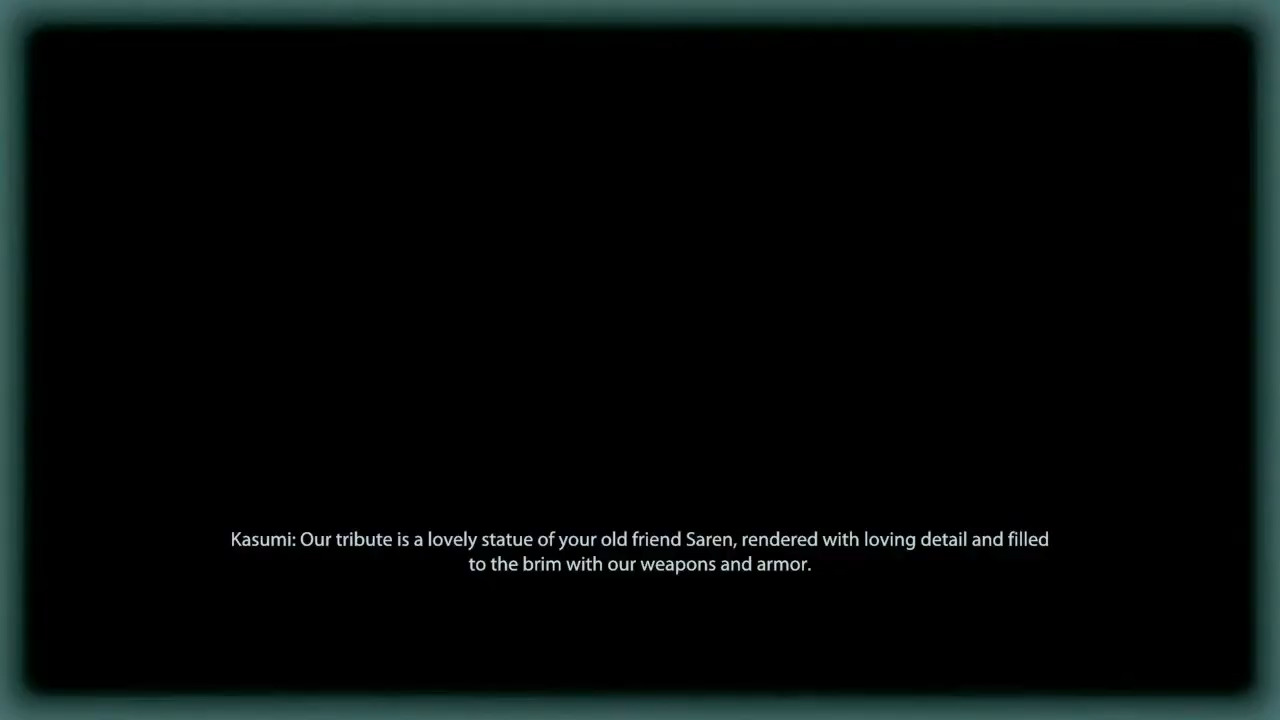 Kasumi: Our tribute is a lovely statue of your old friend Saren, rendered with loving detail and filled
to the brim with our weapons and armor.